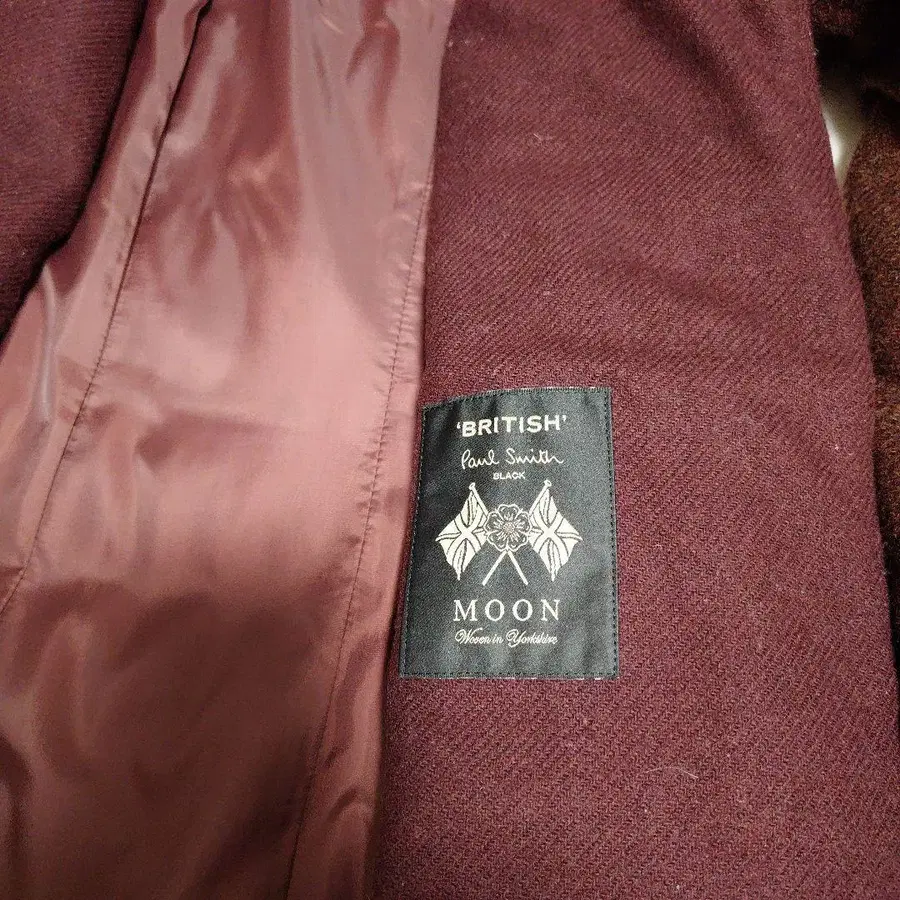 ‘BRITISH’
Paul Smith
BLACK
MOON
Woven in Yorkshire